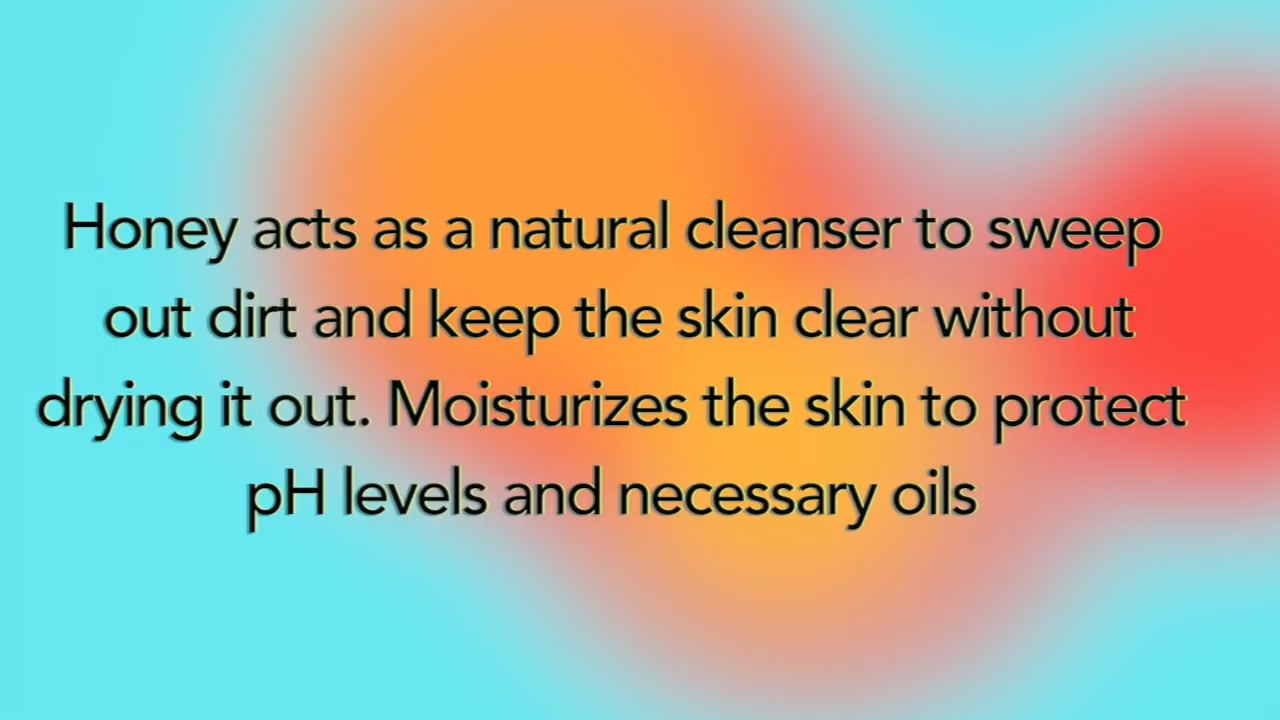 Honey acts as a natural cleanser to sweep
out dirt and keep the skin clear without
drying it out. Moisturizes the skin to protect
pH levels and necessary oils